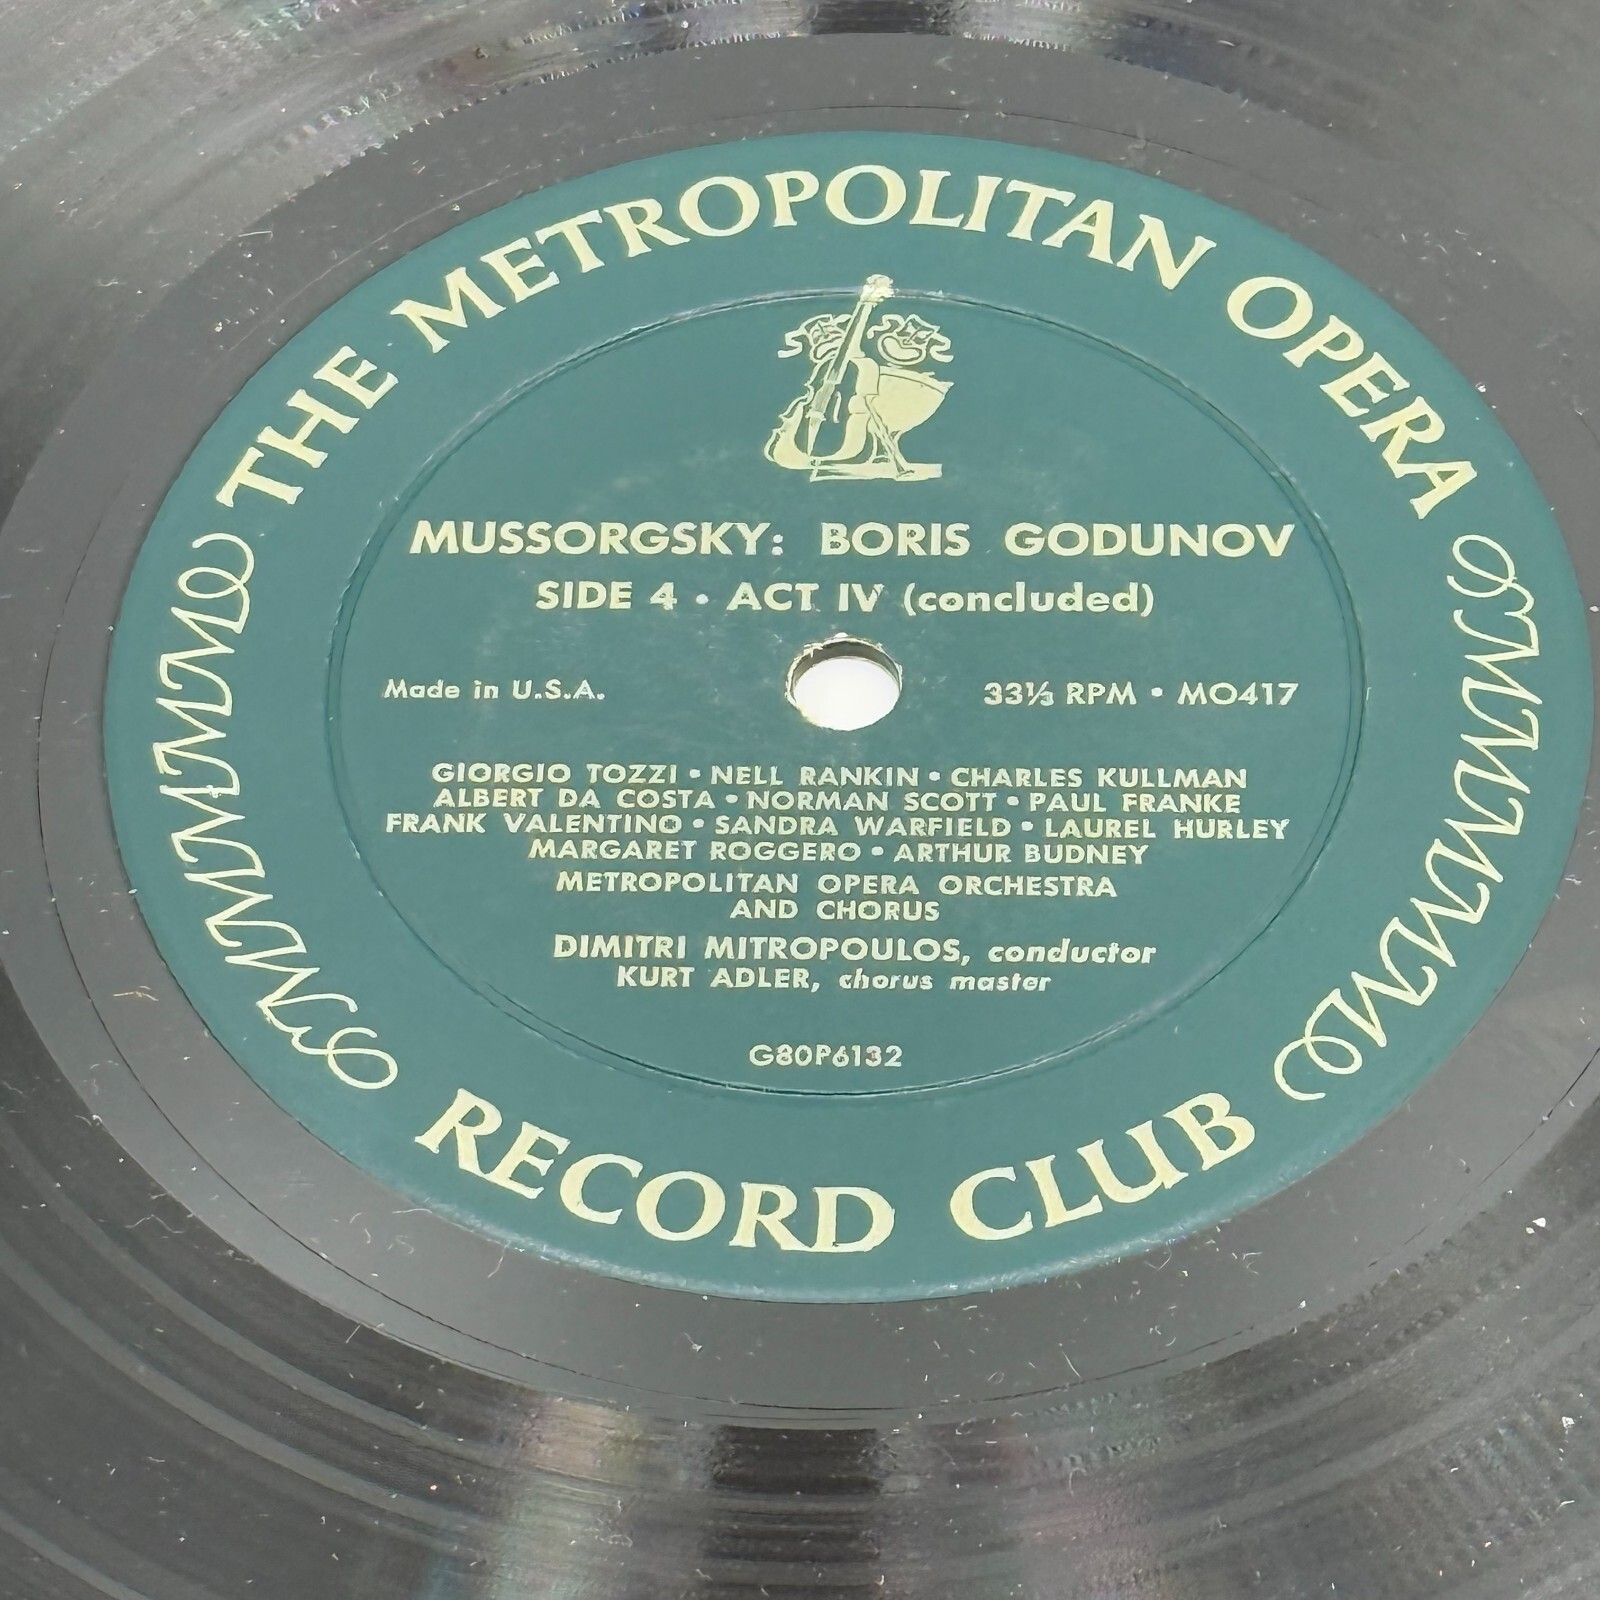 THE METROPOLITAN OPERA
MUSSORGSKY: BORIS GODUNOV
SIDE 4 • ACT IV (concluded)
Made in U.S.A.
33⅓ RPM • MO417
GIORGIO TOZZI • NELL RANKIN • CHARLES KULLMAN
ALBERT DA COSTA • NORMAN SCOTT • PAUL FRANKE
FRANK VALENTINO • SANDRA WARFIELD • LAUREL HURLEY
MARGARET ROGGERO • ARTHUR BUDNEY
METROPOLITAN OPERA ORCHESTRA
AND CHORUS
DIMITRI MITROPOULOS, conductor
KURT ADLER, chorus master
G80P6132
RECORD CLUB